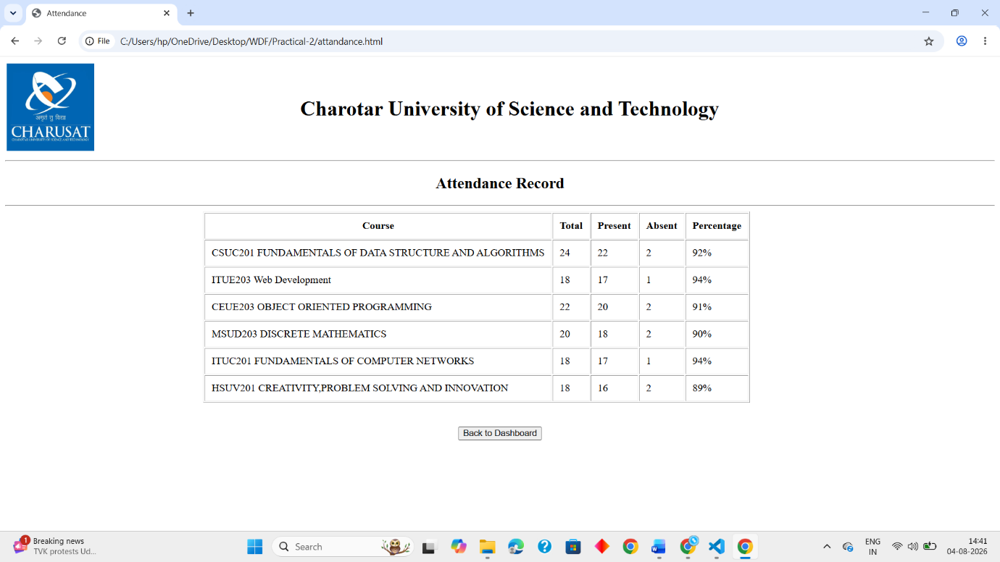 Attendance
File C:/Users/hp/OneDrive/Desktop/WDF/Practical-2/attandance.html
अमृतं तु विद्या
CHARUSAT
CHAROTAR UNIVERSITY OF SCIENCE AND TECHNOLOGY
Charotar University of Science and Technology
Attendance Record
Course Total Present Absent Percentage
CSUC201 FUNDAMENTALS OF DATA STRUCTURE AND ALGORITHMS 24 22 2 92%
ITUE203 Web Development 18 17 1 94%
CEUE203 OBJECT ORIENTED PROGRAMMING 22 20 2 91%
MSUD203 DISCRETE MATHEMATICS 20 18 2 90%
ITUC201 FUNDAMENTALS OF COMPUTER NETWORKS 18 17 1 94%
HSUV201 CREATIVITY,PROBLEM SOLVING AND INNOVATION 18 16 2 89%
Back to Dashboard
1 Breaking news
TVK protests Ud...
Search
ENG
IN
14:41
04-08-2026